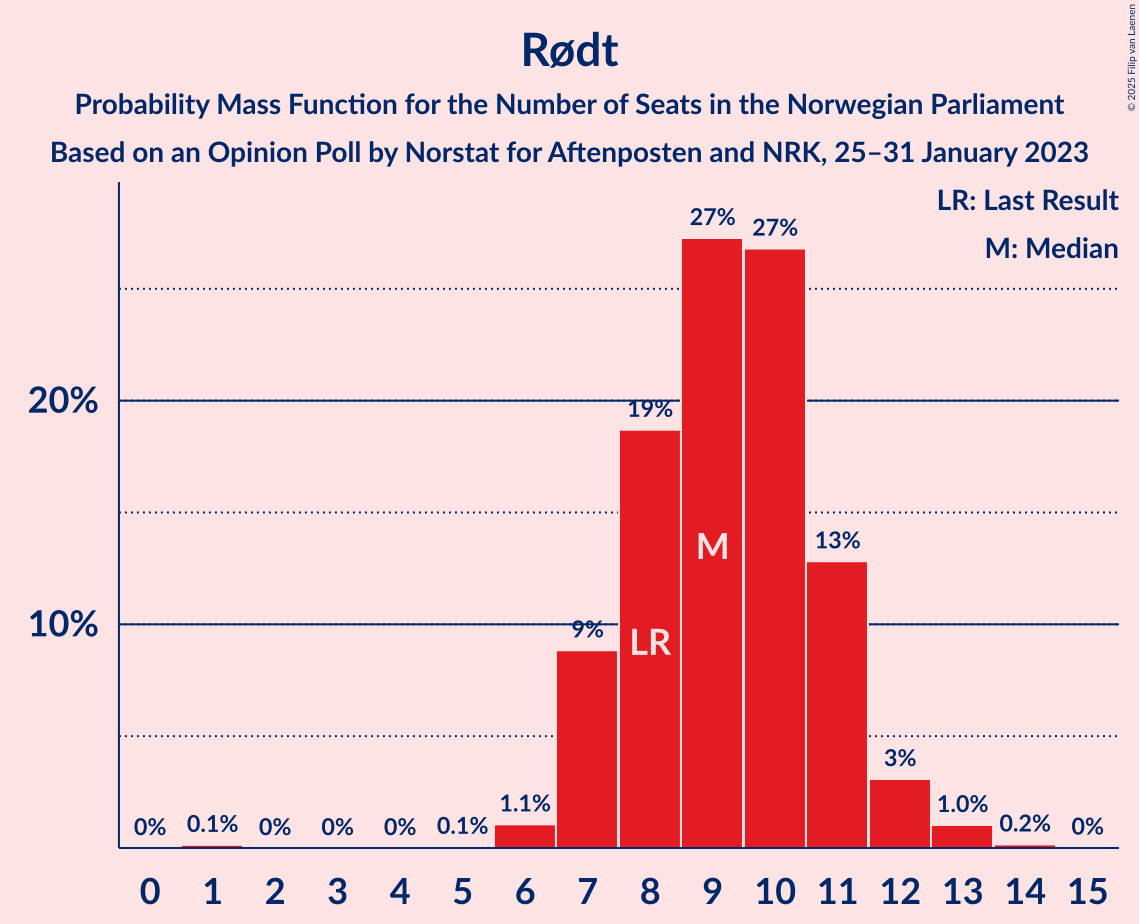 Rødt
Probability Mass Function for the Number of Seats in the Norwegian Parliament
Based on an Opinion Poll by Norstat for Aftenposten and NRK, 25–31 January 2023
© 2025 Filip van Laenen
LR: Last Result
M: Median
27%
27%
20%
19%
M
13%
10%
9%
LR
3%
0%
0.1%
0%
0%
0%
0.1%
1.1%
1.0%
0.2%
0%
0 1 2 3 4 5 6 7 8 9 10 11 12 13 14 15